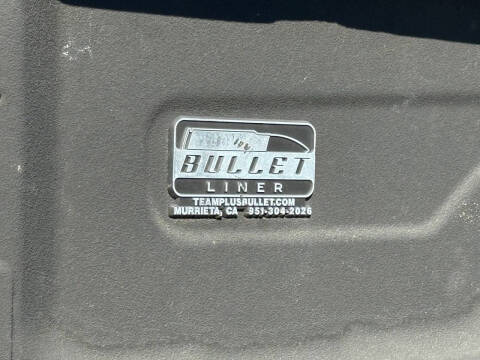 BULLET
LINER
TEAMPLUSBULLET.COM
MURRIETA, CA 951-304-2026